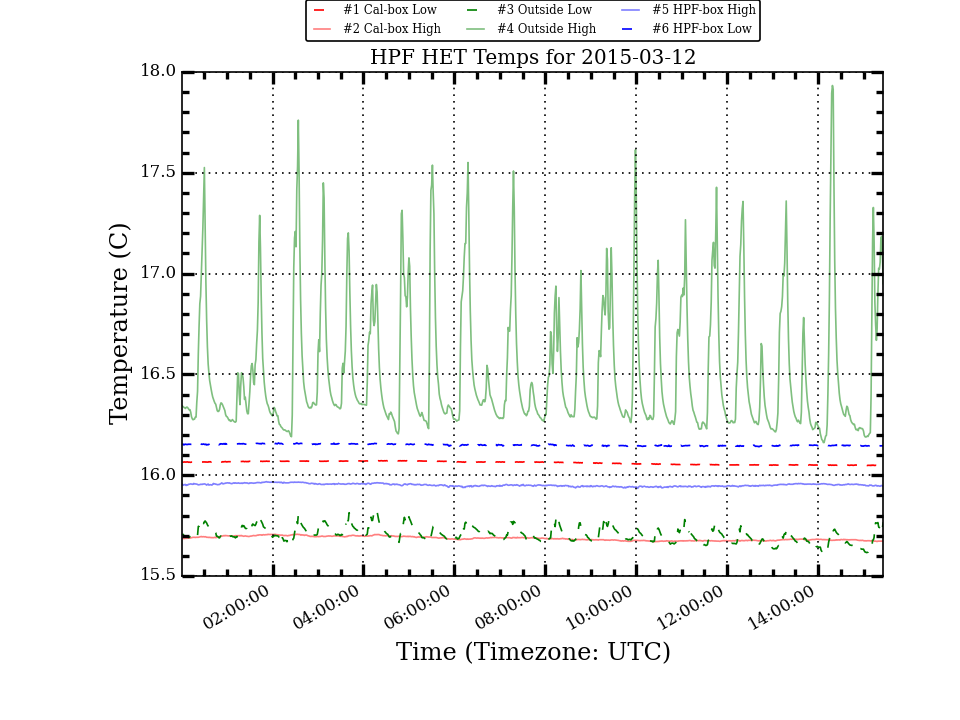 #1 Cal-box Low #3 Outside Low #5 HPF-box High
#2 Cal-box High #4 Outside High #6 HPF-box Low
HPF HET Temps for 2015-03-12
18.0
17.5
17.0
16.5
16.0
15.5
Temperature (C)
02:00:00 04:00:00 06:00:00 08:00:00 10:00:00 12:00:00 14:00:00
Time (Timezone: UTC)